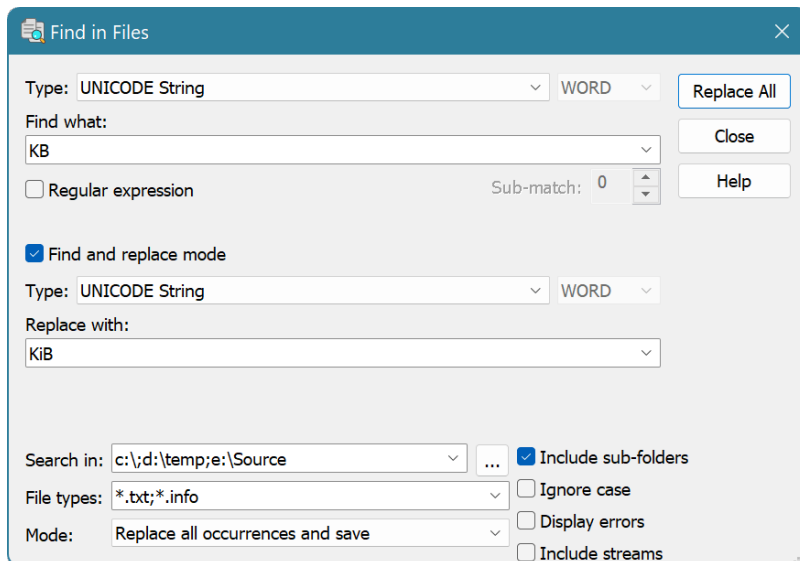 Find in Files
Type: UNICODE String WORD Replace All
Find what: Close
KB
Regular expression Sub-match: 0 Help
Find and replace mode
Type: UNICODE String WORD
Replace with:
KiB
Search in: c:\;d:\temp;e:\Source ... Include sub-folders
File types: *.txt;*.info Ignore case
Mode: Replace all occurrences and save Display errors
Include streams